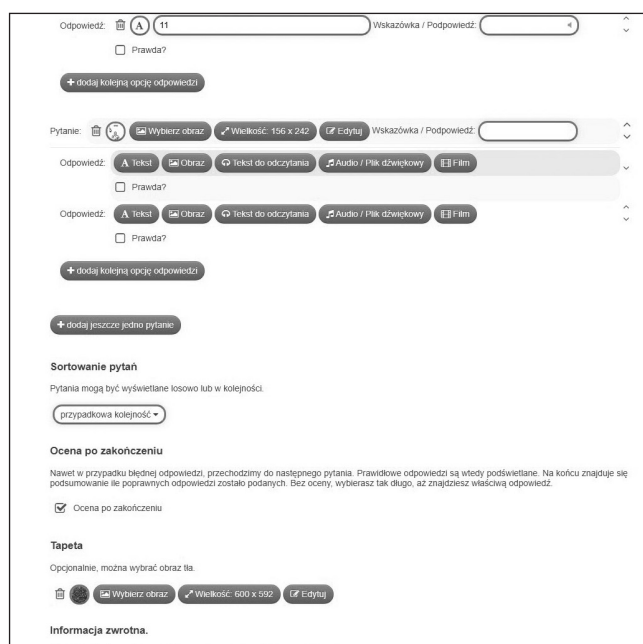 Odpowiedź: A 11 Wskazówka / Podpowiedź:
Prawda?
+ dodaj kolejną opcję odpowiedzi
Pytanie: Wybierz obraz Wielkość: 156 x 242 Edytuj Wskazówka / Podpowiedź:
Odpowiedź: A Tekst Obraz Tekst do odczytania Audio / Plik dźwiękowy Film
Prawda?
Odpowiedź: A Tekst Obraz Tekst do odczytania Audio / Plik dźwiękowy Film
Prawda?
+ dodaj kolejną opcję odpowiedzi
+ dodaj jeszcze jedno pytanie
Sortowanie pytań
Pytania mogą być wyświetlane losowo lub w kolejności.
przypadkowa kolejność
Ocena po zakończeniu
Nawet w przypadku błędnej odpowiedzi, przechodzimy do następnego pytania. Prawidłowe odpowiedzi są wtedy podświetlane. Na końcu znajduje się
podsumowanie ile poprawnych odpowiedzi zostało podanych. Bez oceny, wybierasz tak długo, aż znajdziesz właściwą odpowiedź.
Ocena po zakończeniu
Tapeta
Opcjonalnie, można wybrać obraz tła.
Wybierz obraz Wielkość: 600 x 592 Edytuj
Informacja zwrotna.